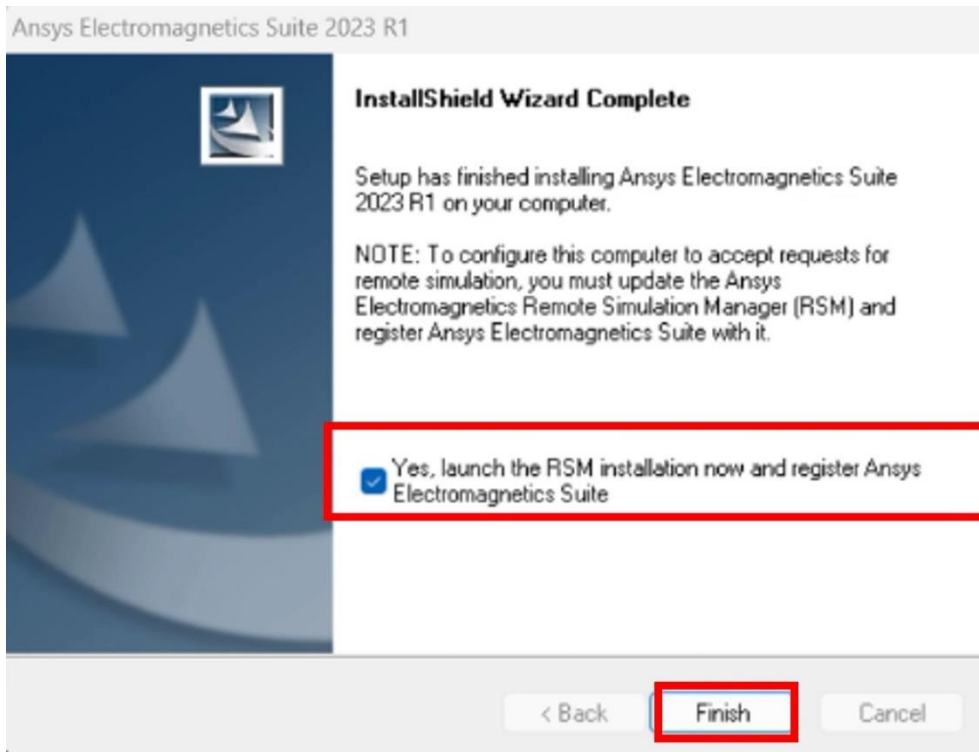 Ansys Electromagnetics Suite 2023 R1
InstallShield Wizard Complete
Setup has finished installing Ansys Electromagnetics Suite
2023 R1 on your computer.
NOTE: To configure this computer to accept requests for
remote simulation, you must update the Ansys
Electromagnetics Remote Simulation Manager (RSM) and
register Ansys Electromagnetics Suite with it.
Yes, launch the RSM installation now and register Ansys
Electromagnetics Suite
< Back Finish Cancel